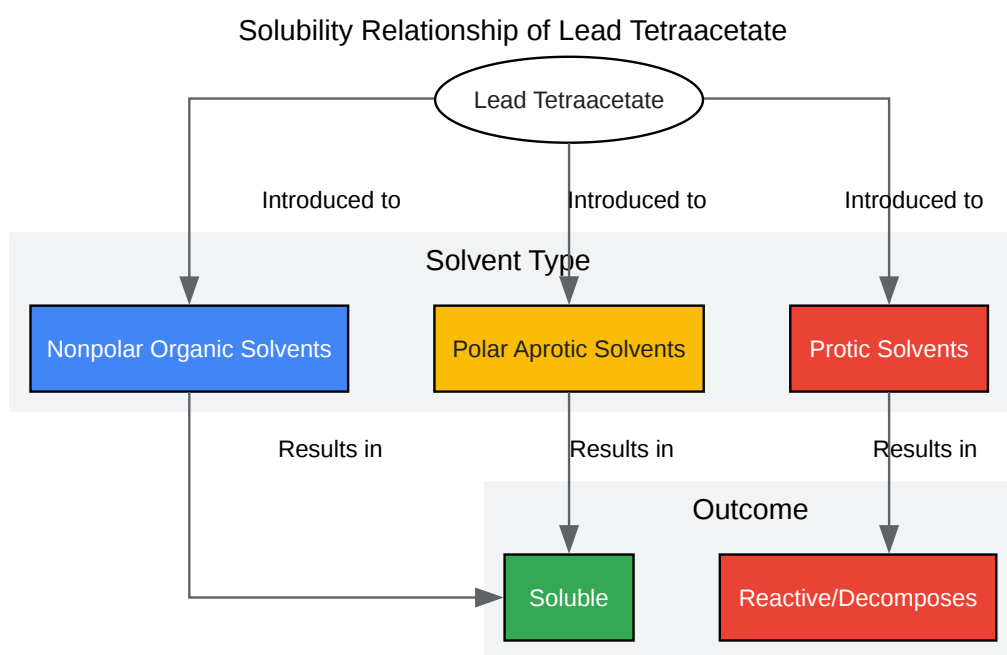 Solubility Relationship of Lead Tetraacetate
Lead Tetraacetate
Introduced to
Introduced to
Introduced to
Solvent Type
Nonpolar Organic Solvents
Polar Aprotic Solvents
Protic Solvents
Results in
Results in
Results in
Outcome
Soluble
Reactive/Decomposes